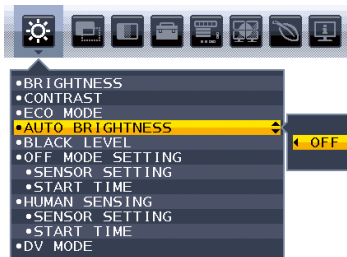 •BRIGHTNESS
•CONTRAST
•ECO MODE
•AUTO BRIGHTNESS
OFF
•BLACK LEVEL
•OFF MODE SETTING
•SENSOR SETTING
•START TIME
•HUMAN SENSING
•SENSOR SETTING
•START TIME
•DV MODE